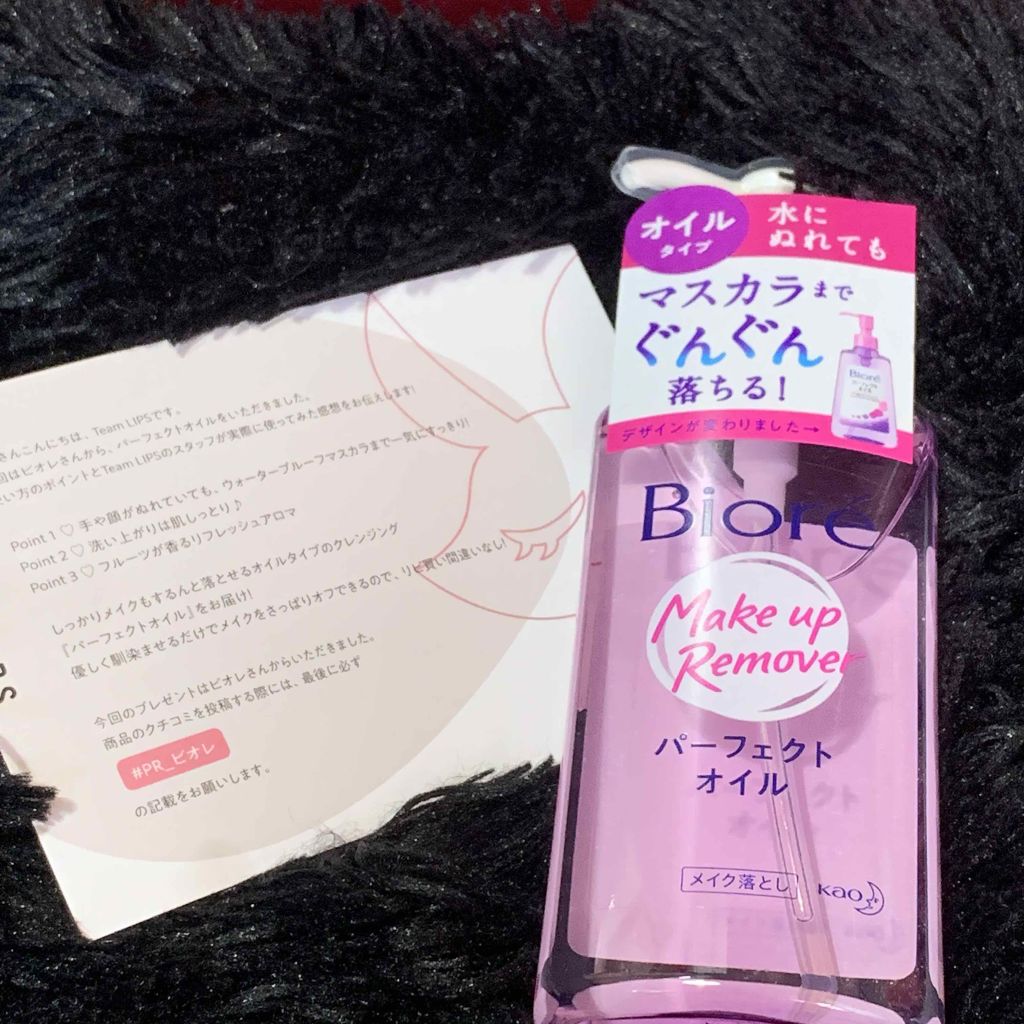 さんこんにちは、Team LIPSです。
回はビオレさんから、パーフェクトオイルをいただきました。
い方のポイントとTeam LIPSのスタッフが実際に使ってみた感想をお伝えします!
Point 1 ♡ 手や顔がぬれていても、ウォータープルーフマスカラまで一気にすっきり!
Point 2 ♡ 洗い上がりは肌しっとり♪
Point 3 ♡ フルーツが香るリフレッシュアロマ
しっかりメイクもするんと落とせるオイルタイプのクレンジング
『パーフェクトオイル』をお届け!
優しく馴染ませるだけでメイクをさっぱりオフできるので、リピ買い間違いなし!
今回のプレゼントはビオレさんからいただきました。
商品のクチコミを投稿する際には、最後に必ず
#PR_ビオレ
の記載をお願いします。
オイル
タイプ
水に
ぬれても
マスカラまで
ぐんぐん
落ちる!
デザインが変わりました→
Bioré
Bioré
Make up
Remover
パーフェクト
オイル
メイク落とし
Kao